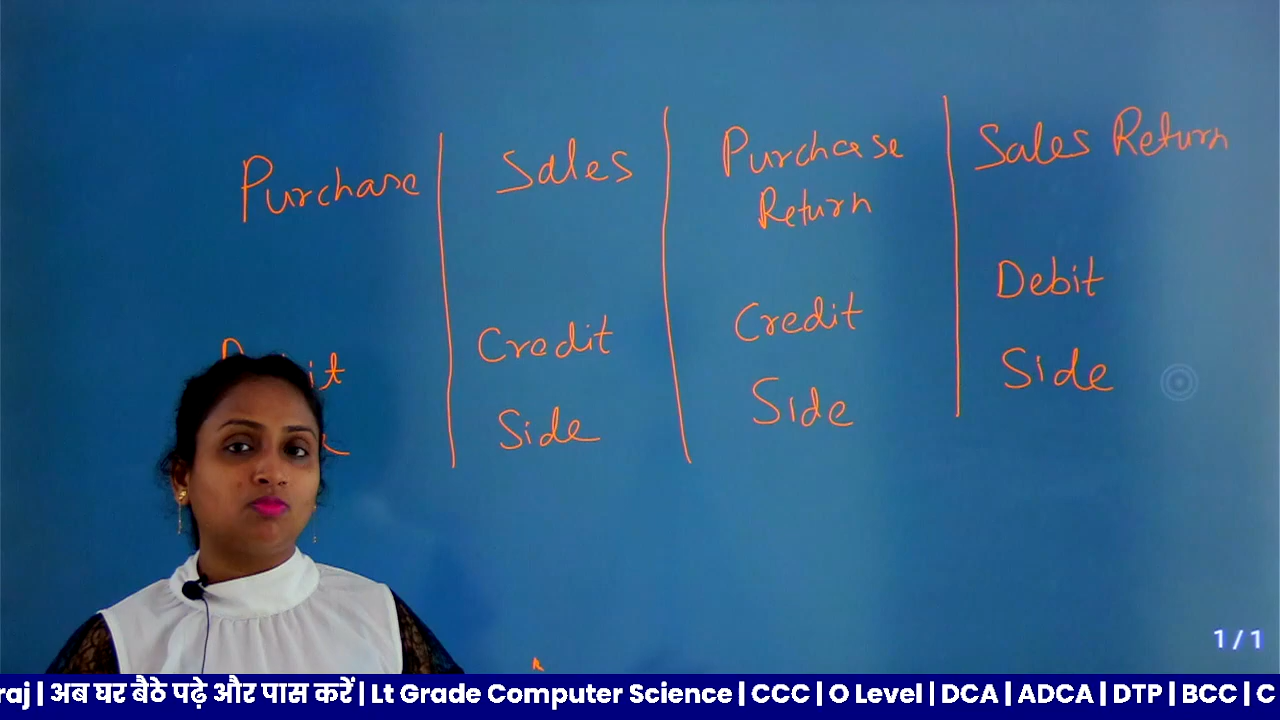 Purchase
Sales
Purchase
Return
Sales Return
Credit
Side
Credit
Side
Debit
Side
1 / 1
raj | अब घर बैठे पढ़े और पास करें | Lt Grade Computer Science | CCC | O Level | DCA | ADCA | DTP | BCC | C